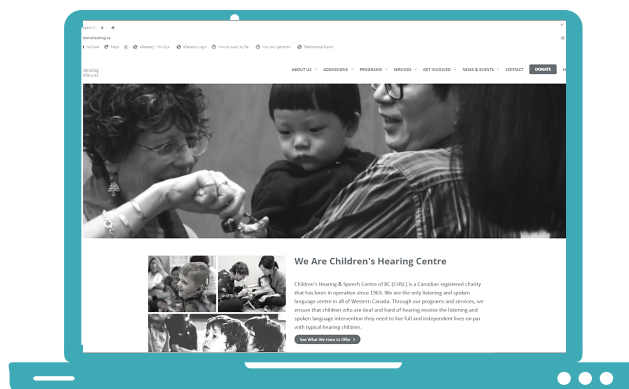 YouTube Maps
Hearing
ABOUT US ADMISSIONS PROGRAMS SERVICES GET INVOLVED NEWS & EVENTS CONTACT DONATE
We Are Children's Hearing Centre
Children's Hearing & Speech Centre of BC (CHSC) is a Canadian registered charity
that has been in operation since 1963. We are the only listening and spoken
language centre in all of Western Canada. Through our programs and services, we
ensure that children who are deaf and hard of hearing receive the listening and
spoken language intervention they need to live full and independent lives on par
with typical hearing children.
See What We Have to Offer